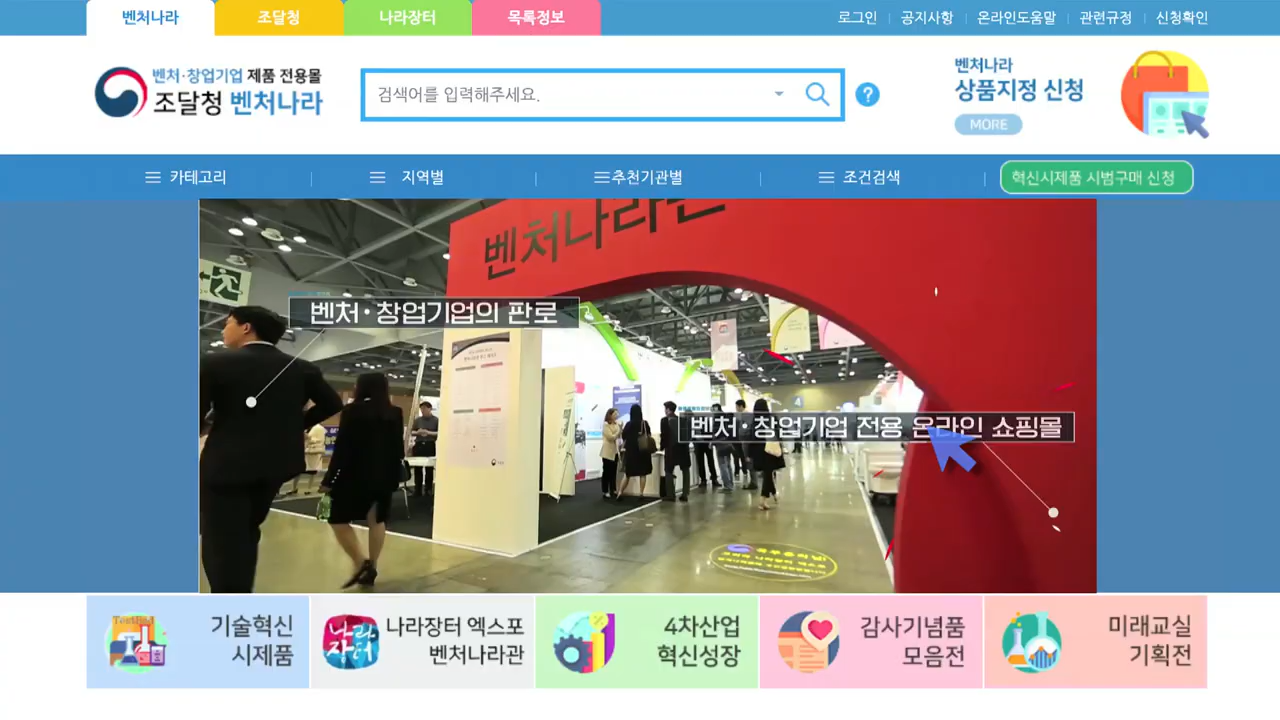 벤처나라
조달청
나라장터
목록정보
로그인
공지사항
온라인도움말
관련규정
신청확인
벤처·창업기업 제품 전용몰
조달청 벤처나라
검색어를 입력해주세요.
?
벤처나라
상품지정 신청
MORE
카테고리
지역별
추천기관별
조건검색
혁신시제품 시범구매 신청
벤처나라관
벤처·창업기업의 판로
벤처·창업기업 전용 온라인 쇼핑몰
기술혁신
시제품
나라
장터
나라장터 엑스포
벤처나라관
4차산업
혁신성장
감사기념품
모음전
미래교실
기획전